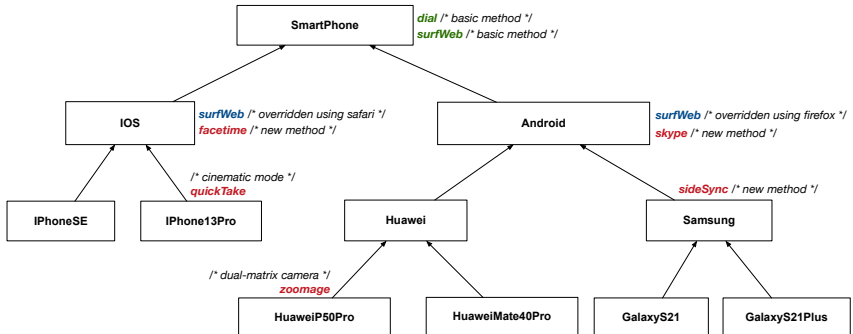 SmartPhone
dial /* basic method */
surfWeb /* basic method */
IOS
surfWeb /* overridden using safari */
facetime /* new method */
Android
surfWeb /* overridden using firefox */
skype /* new method */
/* cinematic mode */
quickTake
sideSync /* new method */
IPhoneSE
IPhone13Pro
Huawei
Samsung
/* dual-matrix camera */
zoomage
HuaweiP50Pro
HuaweiMate40Pro
GalaxyS21
GalaxyS21Plus